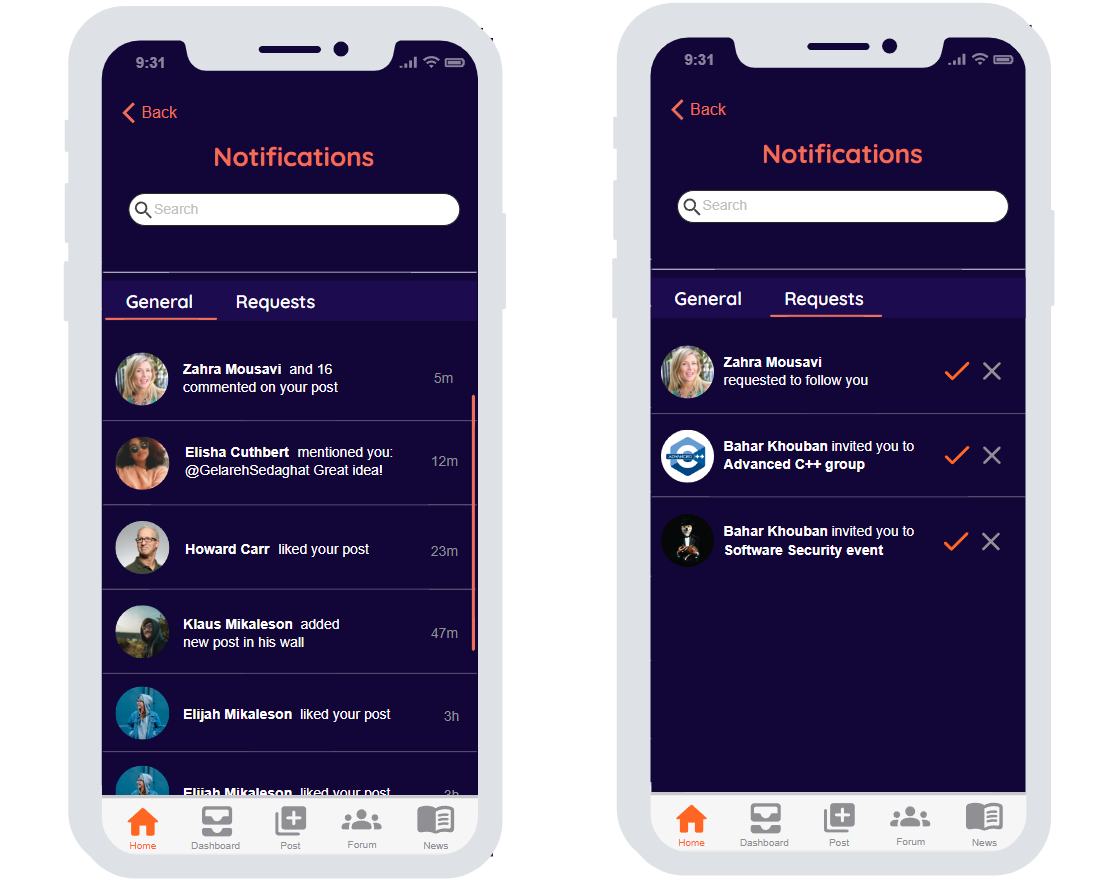 9:31
Back
Notifications
Search
General Requests
Zahra Mousavi and 16
commented on your post
5m
Elisha Cuthbert mentioned you:
@GelarehSedaghat Great idea!
12m
Howard Carr liked your post
23m
Klaus Mikaleson added
new post in his wall
47m
Elijah Mikaleson liked your post
3h
Elijah Mikaleson liked your post
3h
Home Dashboard Post Forum News
9:31
Back
Notifications
Search
General Requests
Zahra Mousavi
requested to follow you
ADVANCED C++
Bahar Khouban invited you to
Advanced C++ group
Bahar Khouban invited you to
Software Security event
Home Dashboard Post Forum News